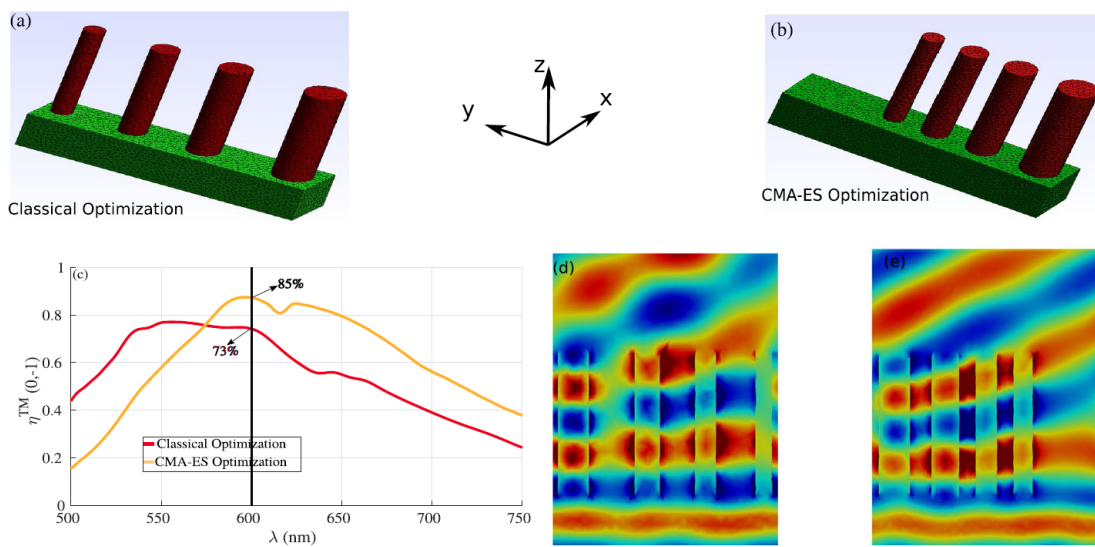 (a)
Classical Optimization
z
y
x
(b)
CMA-ES Optimization
(c)
1
0.8
0.6
0.4
0.2
0
η^TM (0,-1)
85%
73%
Classical Optimization
CMA-ES Optimization
500
550
600
650
700
750
λ (nm)
(d)
(e)